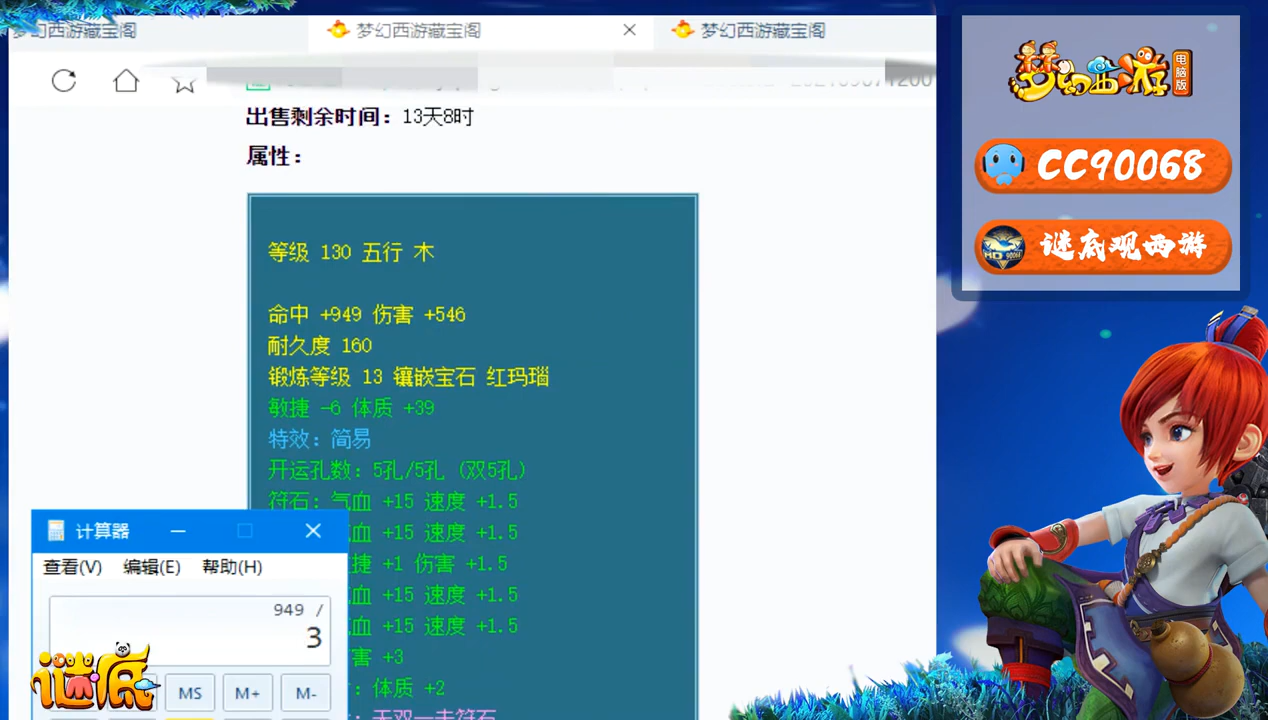 梦幻西游藏宝阁
梦幻西游藏宝阁
梦幻西游藏宝阁
出售剩余时间：13天8时
属性：
等级 130 五行 木
命中 +949 伤害 +546
耐久度 160
锻炼等级 13 镶嵌宝石 红玛瑙
敏捷 -6 体质 +39
特效：简易
开运孔数：5孔/5孔（双5孔）
符石：气血 +15 速度 +1.5
血 +15 速度 +1.5
捷 +1 伤害 +1.5
血 +15 速度 +1.5
血 +15 速度 +1.5
害 +3
：体质 +2
：无双一击符石
计算器
查看(V) 编辑(E) 帮助(H)
949 /
3
MS M+ M-
谜底
梦幻西游 电脑版
CC90068
谜底观西游